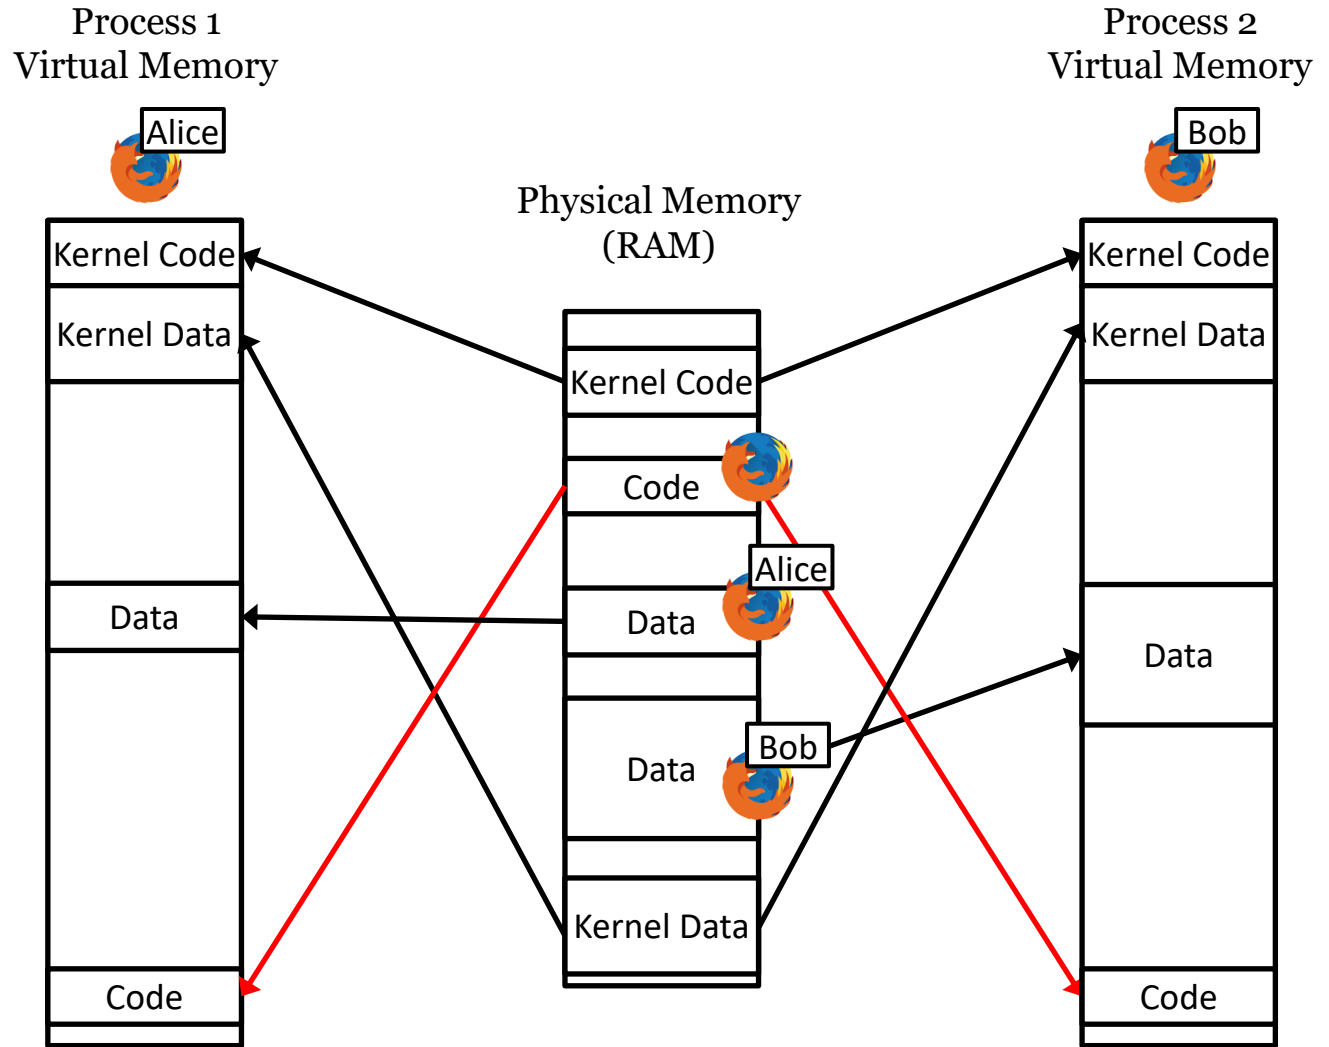 Process 1
Virtual Memory
Alice
Kernel Code
Kernel Data
Data
Code
Physical Memory
(RAM)
Kernel Code
Code
Alice
Data
Bob
Data
Kernel Data
Process 2
Virtual Memory
Bob
Kernel Code
Kernel Data
Data
Code